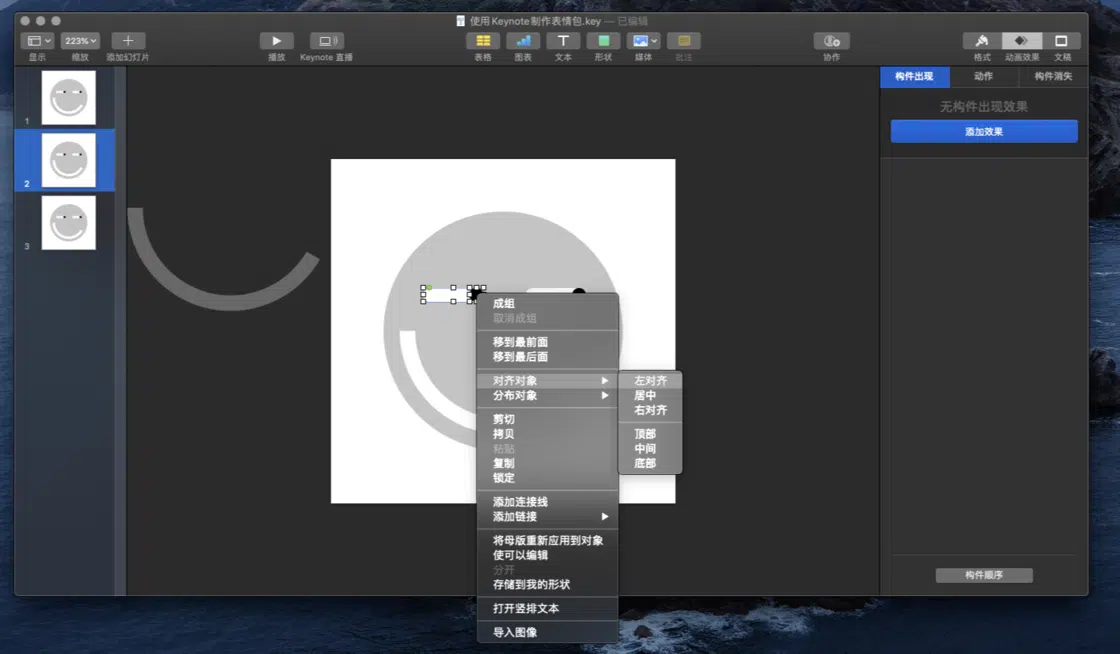 使用Keynote制作表情包.key — 已编辑
223%
显示 缩放 添加幻灯片 播放 Keynote 直播 表格 图表 文本 形状 媒体 批注 协作 格式 动画效果 文稿
构件出现 动作 构件消失
无构件出现效果
添加效果
1
2
3
成组
取消成组
移到最前面
移到最后面
对齐对象
分布对象
剪切
拷贝
粘贴
复制
锁定
添加连接线
添加链接
将母版重新应用到对象
使可以编辑
分开
存储到我的形状
打开竖排文本
导入图像
左对齐
居中
右对齐
顶部
中间
底部
构件顺序